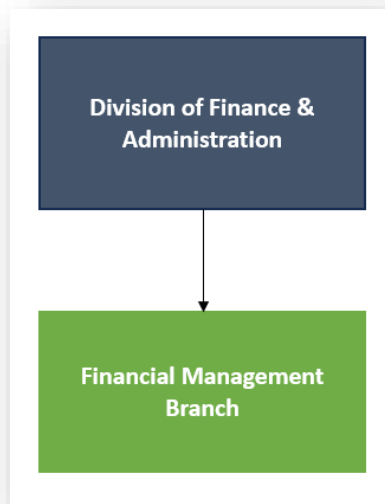 Division of Finance &
Administration
Financial Management
Branch